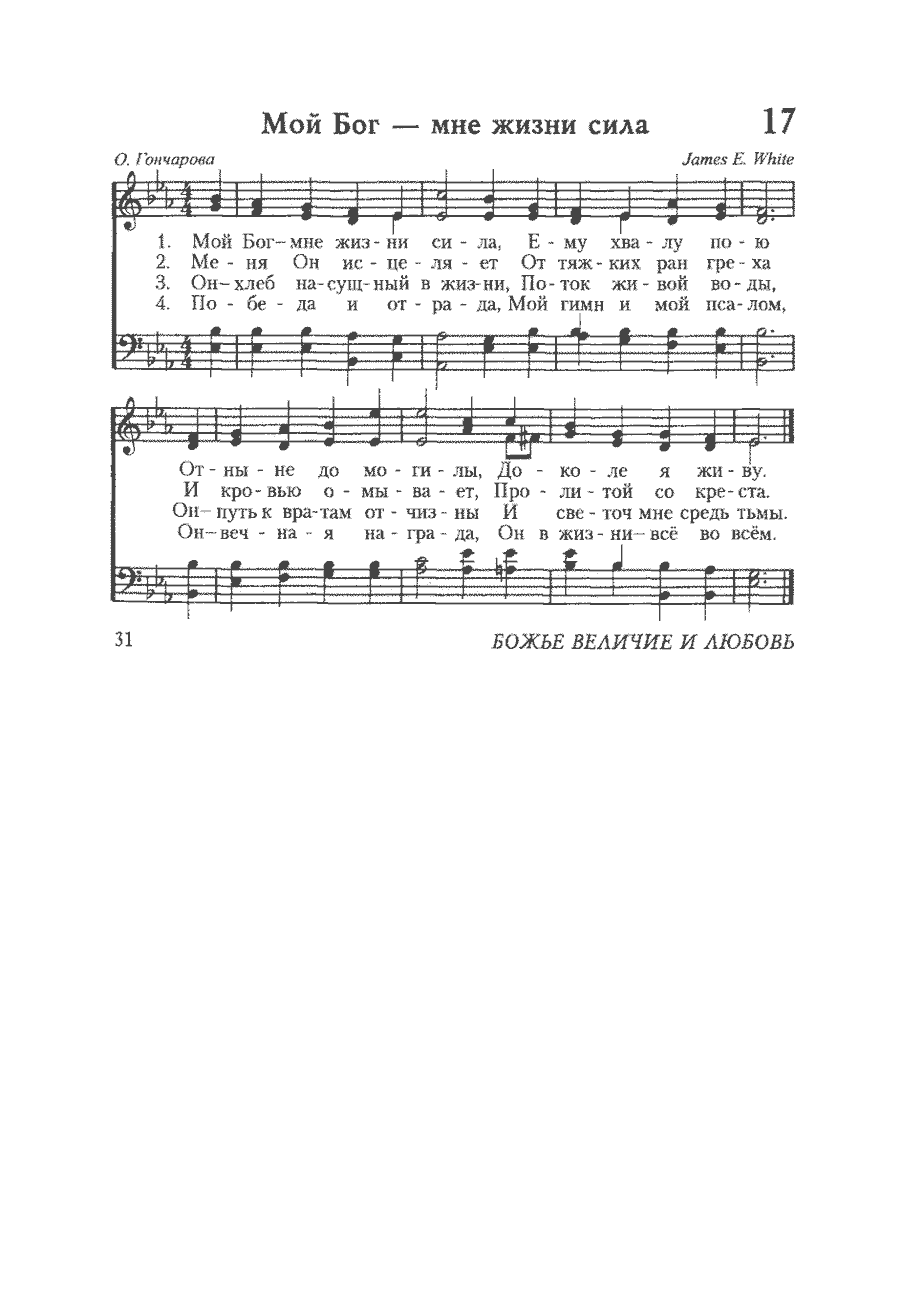 Мой Бог — мне жизни сила 17
О. Гончарова James E. White
1. Мой Бог–мне жиз - ни си - ла, Е - му хва - лу по - ю
2. Ме - ня Он ис - це - ля - ет От тяж - ких ран гре - ха
3. Он–хлеб на-сущ-ный в жиз-ни, По-ток жи - вой во - ды,
4. По - бе - да и от - ра - да, Мой гимн и мой пса-лом,
От - ны - не до мо - ги - лы, До - ко - ле я жи - ву.
И кро - вью о - мы - ва - ет, Про - ли - той со кре - ста.
Он–путь к вра-там от - чиз - ны И све - точ мне средь тьмы.
Он–веч - на - я на - гра - да, Он в жиз - ни–всё во всём.
31 БОЖЬЕ ВЕЛИЧИЕ И ЛЮБОВЬ